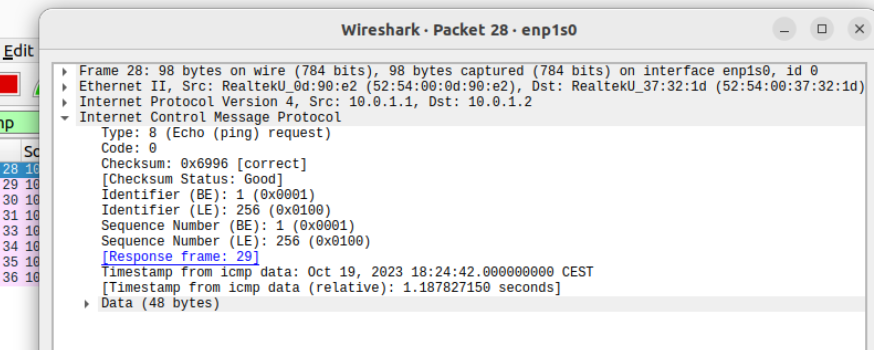 Wireshark · Packet 28 · enp1s0
Edit
Frame 28: 98 bytes on wire (784 bits), 98 bytes captured (784 bits) on interface enp1s0, id 0
Ethernet II, Src: RealtekU_0d:90:e2 (52:54:00:0d:90:e2), Dst: RealtekU_37:32:1d (52:54:00:37:32:1d)
Internet Protocol Version 4, Src: 10.0.1.1, Dst: 10.0.1.2
Internet Control Message Protocol
Type: 8 (Echo (ping) request)
Code: 0
Checksum: 0x6996 [correct]
[Checksum Status: Good]
Identifier (BE): 1 (0x0001)
Identifier (LE): 256 (0x0100)
Sequence Number (BE): 1 (0x0001)
Sequence Number (LE): 256 (0x0100)
[Response frame: 29]
Timestamp from icmp data: Oct 19, 2023 18:24:42.000000000 CEST
[Timestamp from icmp data (relative): 1.187827150 seconds]
Data (48 bytes)
28 10
29 10
30 10
31 10
33 10
34 10
35 10
36 10